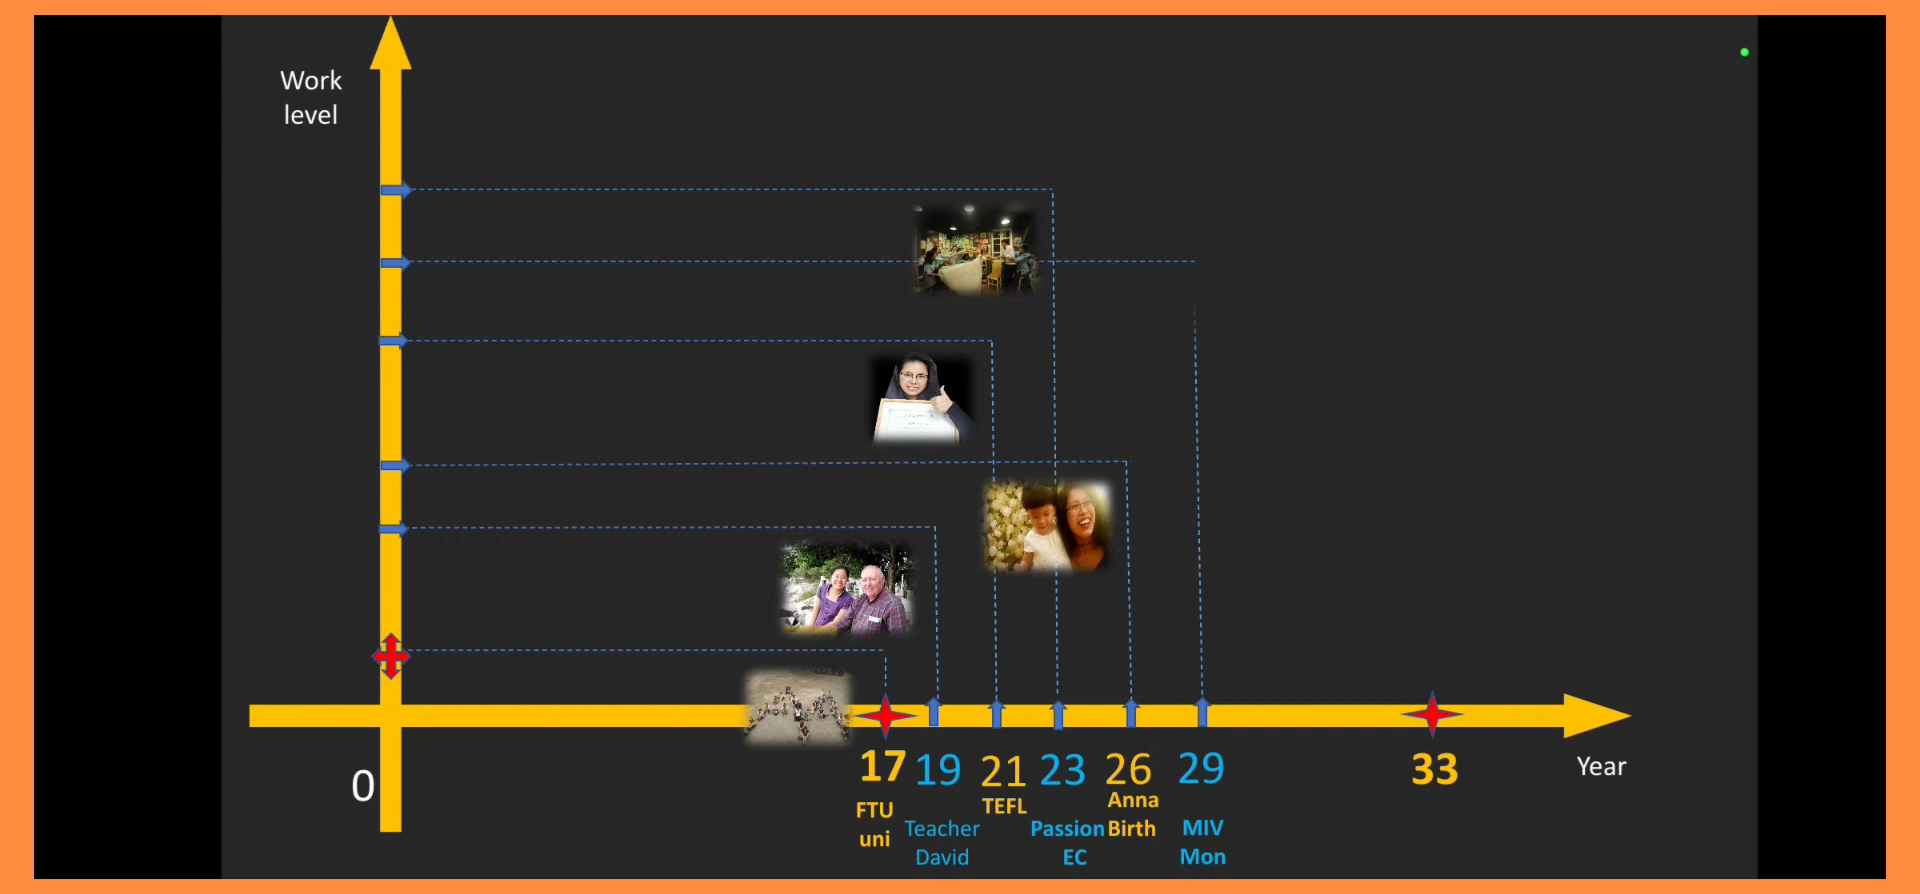 Work
level
0
17
19
21
23
26
29
33
Year
FTU
uni
Teacher
David
TEFL
Passion
EC
Anna
Birth
MIV
Mon